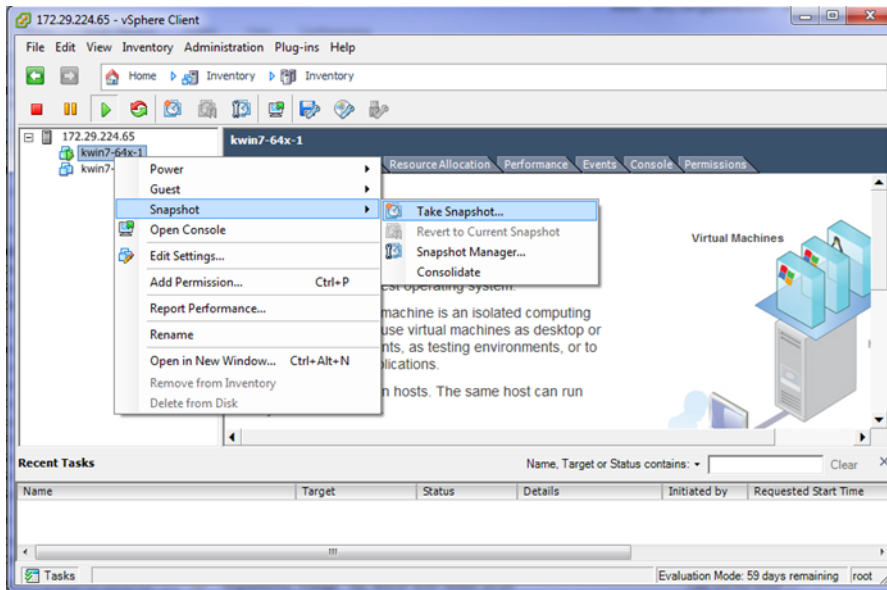 172.29.224.65 - vSphere Client
File Edit View Inventory Administration Plug-ins Help
Home Inventory Inventory
172.29.224.65
kwin7-64x-1
kwin7-
kwin7-64x-1
Resource Allocation Performance Events Console Permissions
Power
Guest
Snapshot
Open Console
Edit Settings...
Add Permission... Ctrl+P
Report Performance...
Rename
Open in New Window... Ctrl+Alt+N
Remove from Inventory
Delete from Disk
Take Snapshot...
Revert to Current Snapshot
Snapshot Manager...
Consolidate
Virtual Machines
operating system.
machine is an isolated computing
use virtual machines as desktop or
nts, as testing environments, or to
lications.
n hosts. The same host can run
Recent Tasks
Name, Target or Status contains: Clear
Name Target Status Details Initiated by Requested Start Time
Tasks
Evaluation Mode: 59 days remaining root